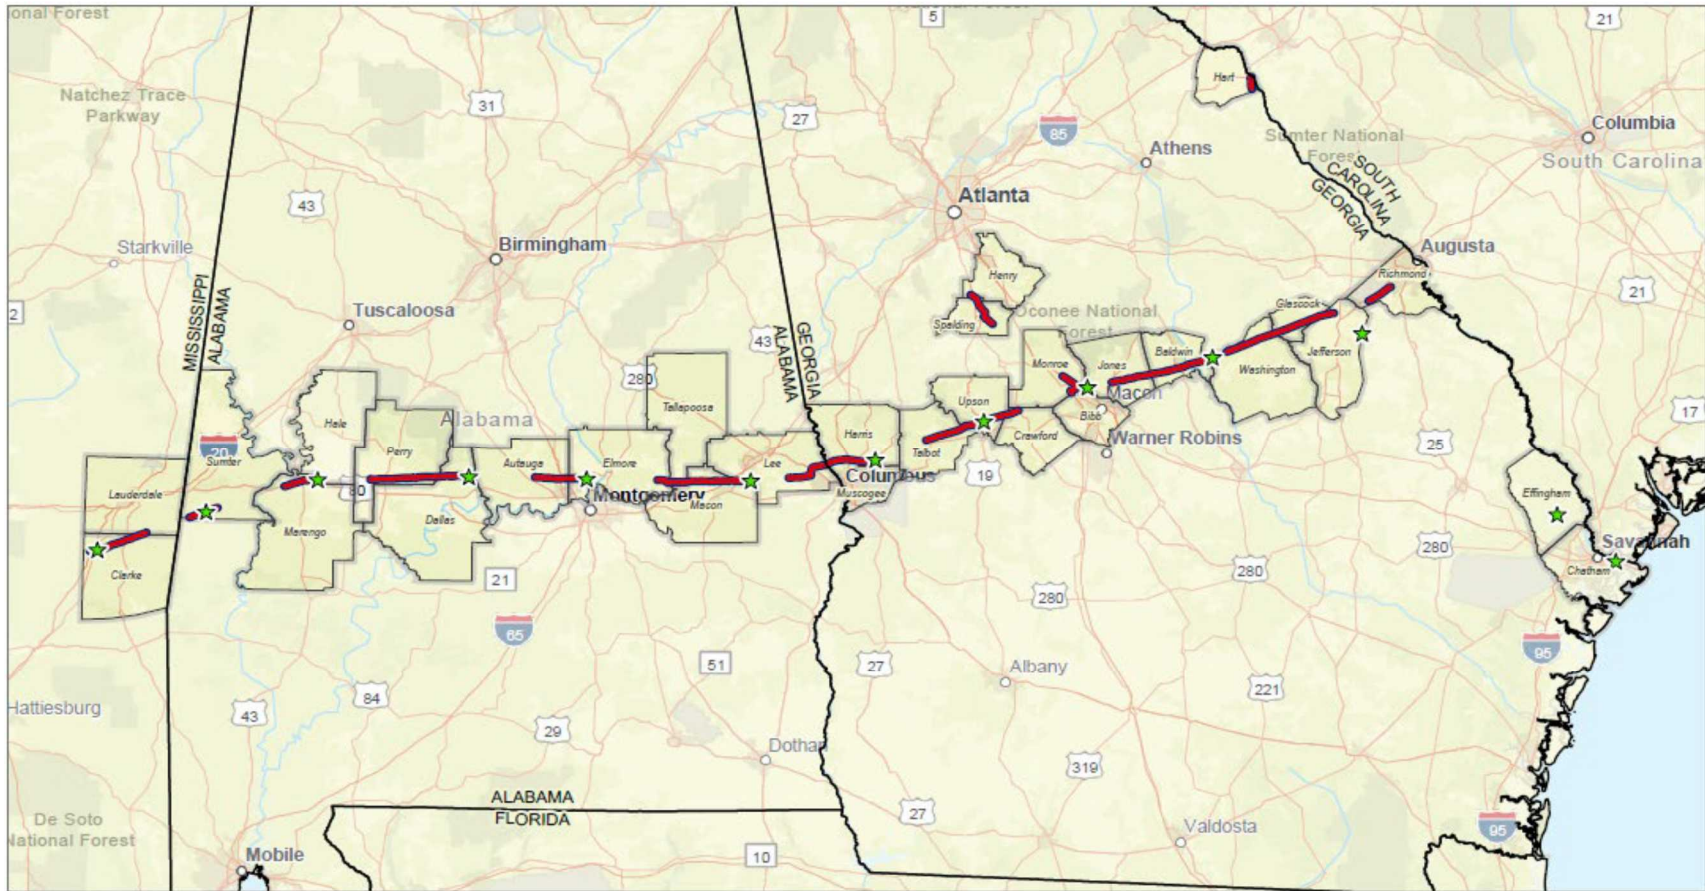 onal Forest
National Forest
5
21
Hart
Natchez Trace
Parkway
31
27
85
Columbia
Sumter National
Forest
South Carolina
Athens
SOUTH
CAROLINA
GEORGIA
43
Atlanta
Starkville
Birmingham
Augusta
MISSISSIPPI
ALABAMA
Henry
Richmond
21
2
Tuscaloosa
Oconee National
Forest
Glascock
Spalding
43
GEORGIA
ALABAMA
Baldwin
Jefferson
Monroe
Jones
Washington
280
Macon
Upson
Tallapoosa
Bibb
17
Alabama
Hale
Harris
Crawford
Warner Robins
25
20
Perry
Talbot
Sumter
Autauga
Elmore
Lee
19
Columbus
80
Lauderdale
Muscogee
Effingham
Montgomery
Macon
Dallas
Marengo
280
Savannah
Clarke
21
280
Chatham
280
65
95
51
27
Albany
84
221
Hattiesburg
43
29
Dothan
319
ALABAMA
FLORIDA
27
De Soto
National Forest
Valdosta
95
Mobile
10